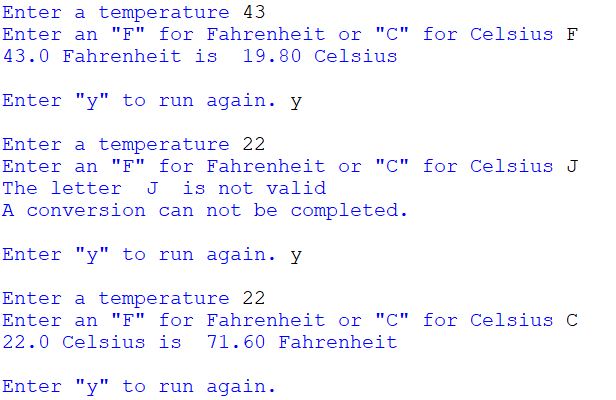 Enter a temperature 43
Enter an "F" for Fahrenheit or "C" for Celsius F
43.0 Fahrenheit is  19.80 Celsius
Enter "y" to run again. y
Enter a temperature 22
Enter an "F" for Fahrenheit or "C" for Celsius J
The letter  J  is not valid
A conversion can not be completed.
Enter "y" to run again. y
Enter a temperature 22
Enter an "F" for Fahrenheit or "C" for Celsius C
22.0 Celsius is  71.60 Fahrenheit
Enter "y" to run again.